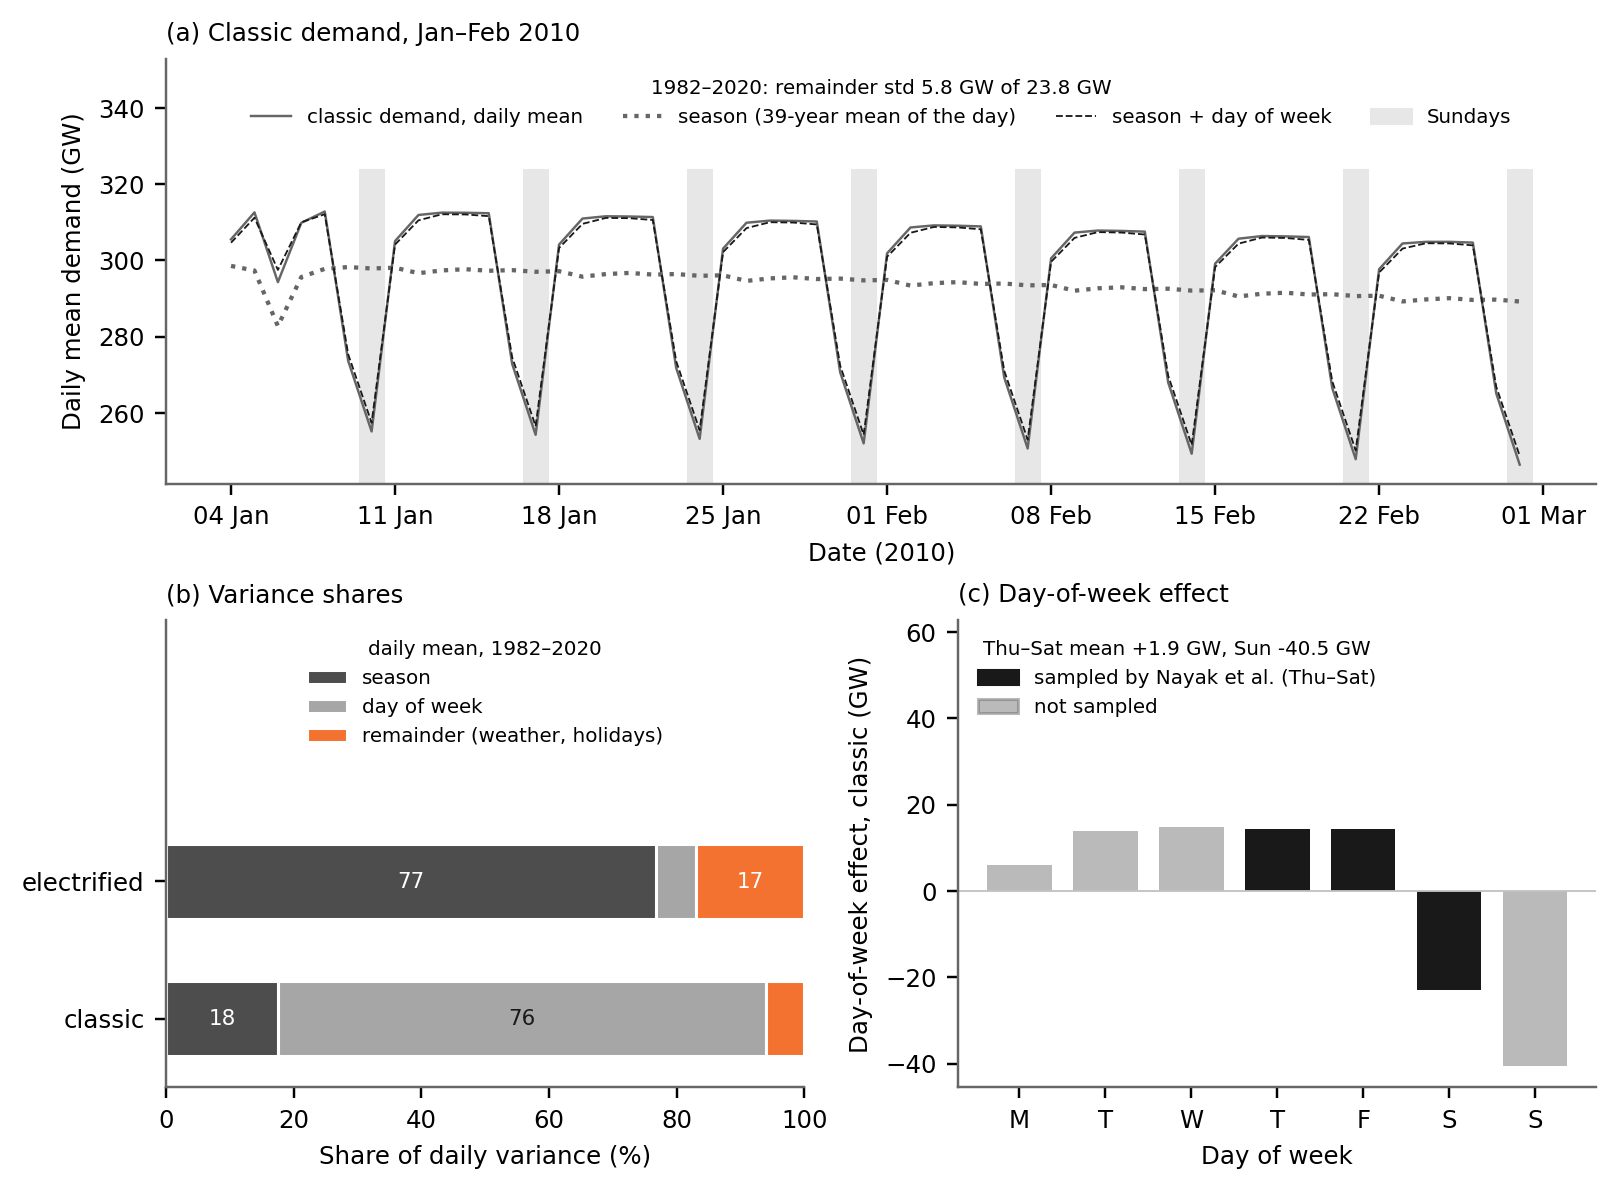 (a) Classic demand, Jan–Feb 2010
1982–2020: remainder std 5.8 GW of 23.8 GW
classic demand, daily mean
season (39-year mean of the day)
season + day of week
Sundays
Daily mean demand (GW)
340
320
300
280
260
04 Jan
11 Jan
18 Jan
25 Jan
01 Feb
08 Feb
15 Feb
22 Feb
01 Mar
Date (2010)
(b) Variance shares
daily mean, 1982–2020
season
day of week
remainder (weather, holidays)
electrified
77
17
classic
18
76
0
20
40
60
80
100
Share of daily variance (%)
(c) Day-of-week effect
Thu–Sat mean +1.9 GW, Sun -40.5 GW
sampled by Nayak et al. (Thu–Sat)
not sampled
Day-of-week effect, classic (GW)
60
40
20
0
−20
−40
M
T
W
T
F
S
S
Day of week